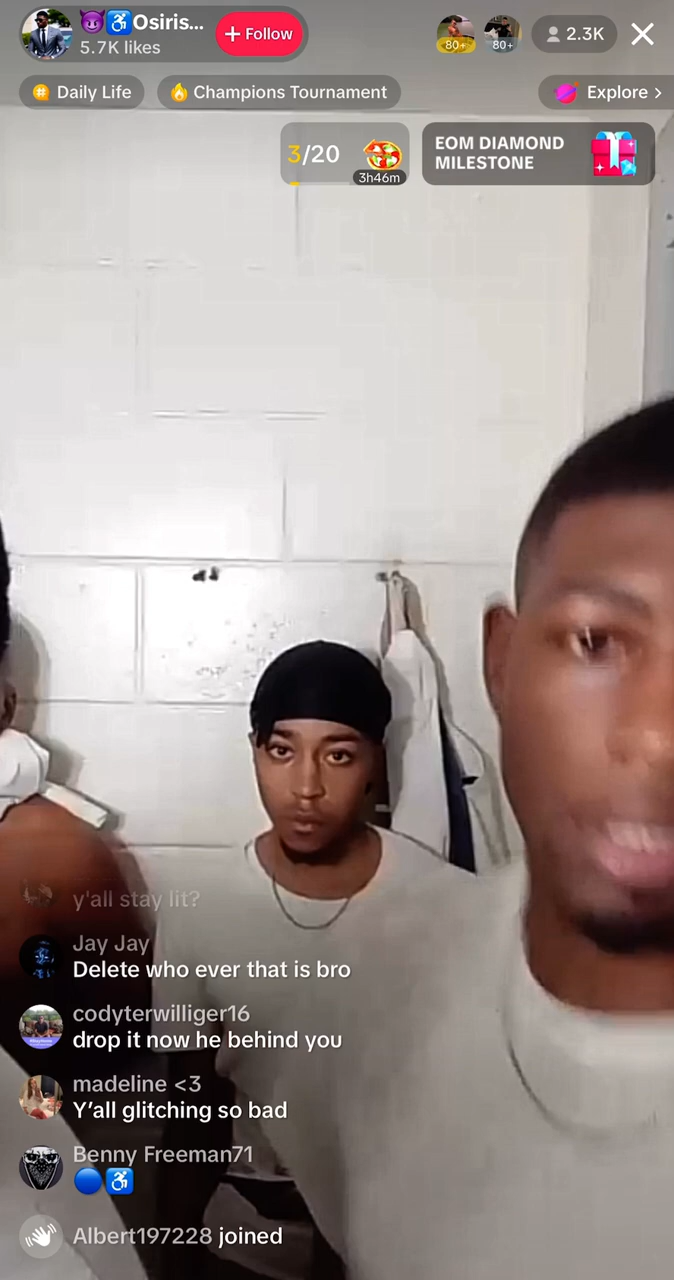 😈♿Osiris...
5.7K likes
+ Follow
80+
80+
2.3K
Daily Life
Champions Tournament
Explore >
3/20
3h46m
EOM DIAMOND
MILESTONE
y'all stay lit?
Jay Jay
Delete who ever that is bro
codyterwilliger16
drop it now he behind you
madeline <3
Y'all glitching so bad
Benny Freeman71
🔵♿
Albert197228 joined